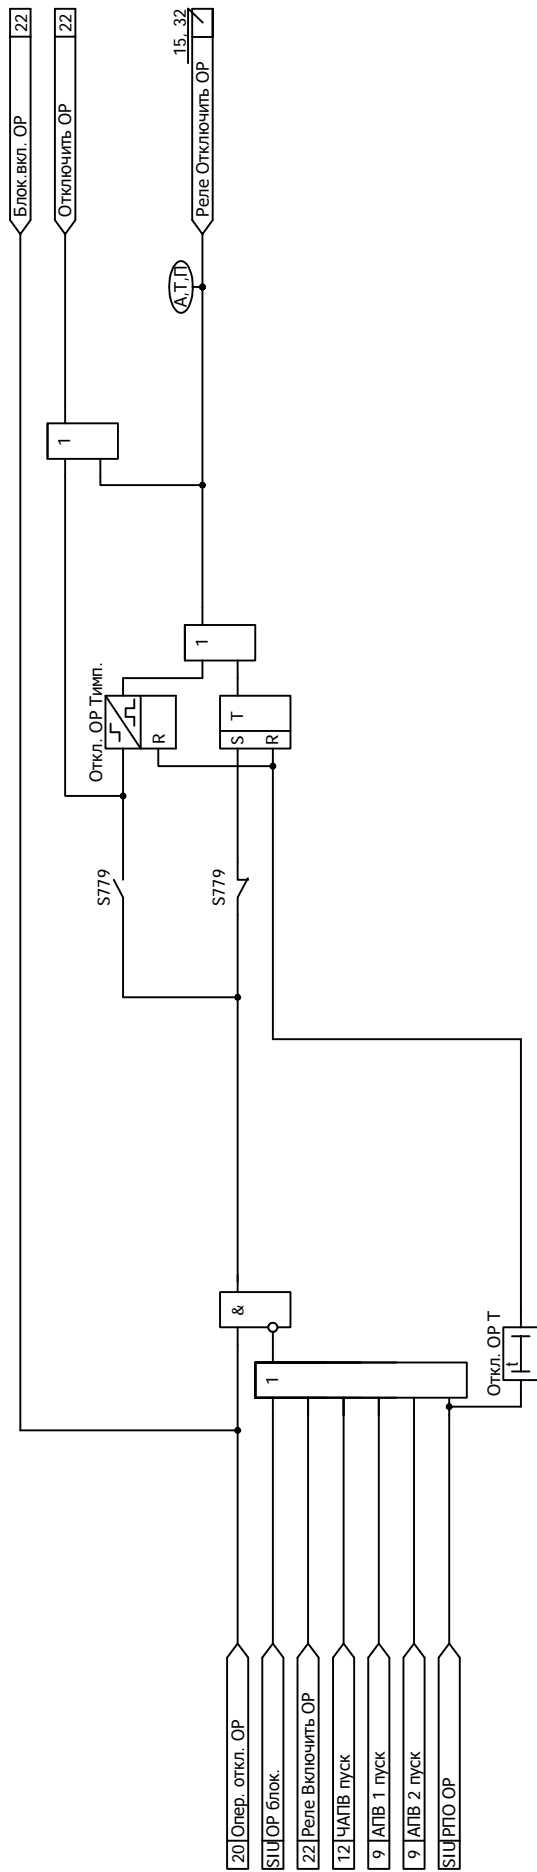 20 Опер. откл. ОР
SIU ОР блок.
22 Реле Включить ОР
12 ЧАПВ пуск
9 АПВ 1 пуск
9 АПВ 2 пуск
SIU РПО ОР
1
&
Откл. ОР Т
t
S779
S779
Откл. ОР Тимп.
R
S T
R
1
1
А,Т,П
Блок.вкл. ОР 22
Отключить ОР 22
Реле Отключить ОР
15, 32